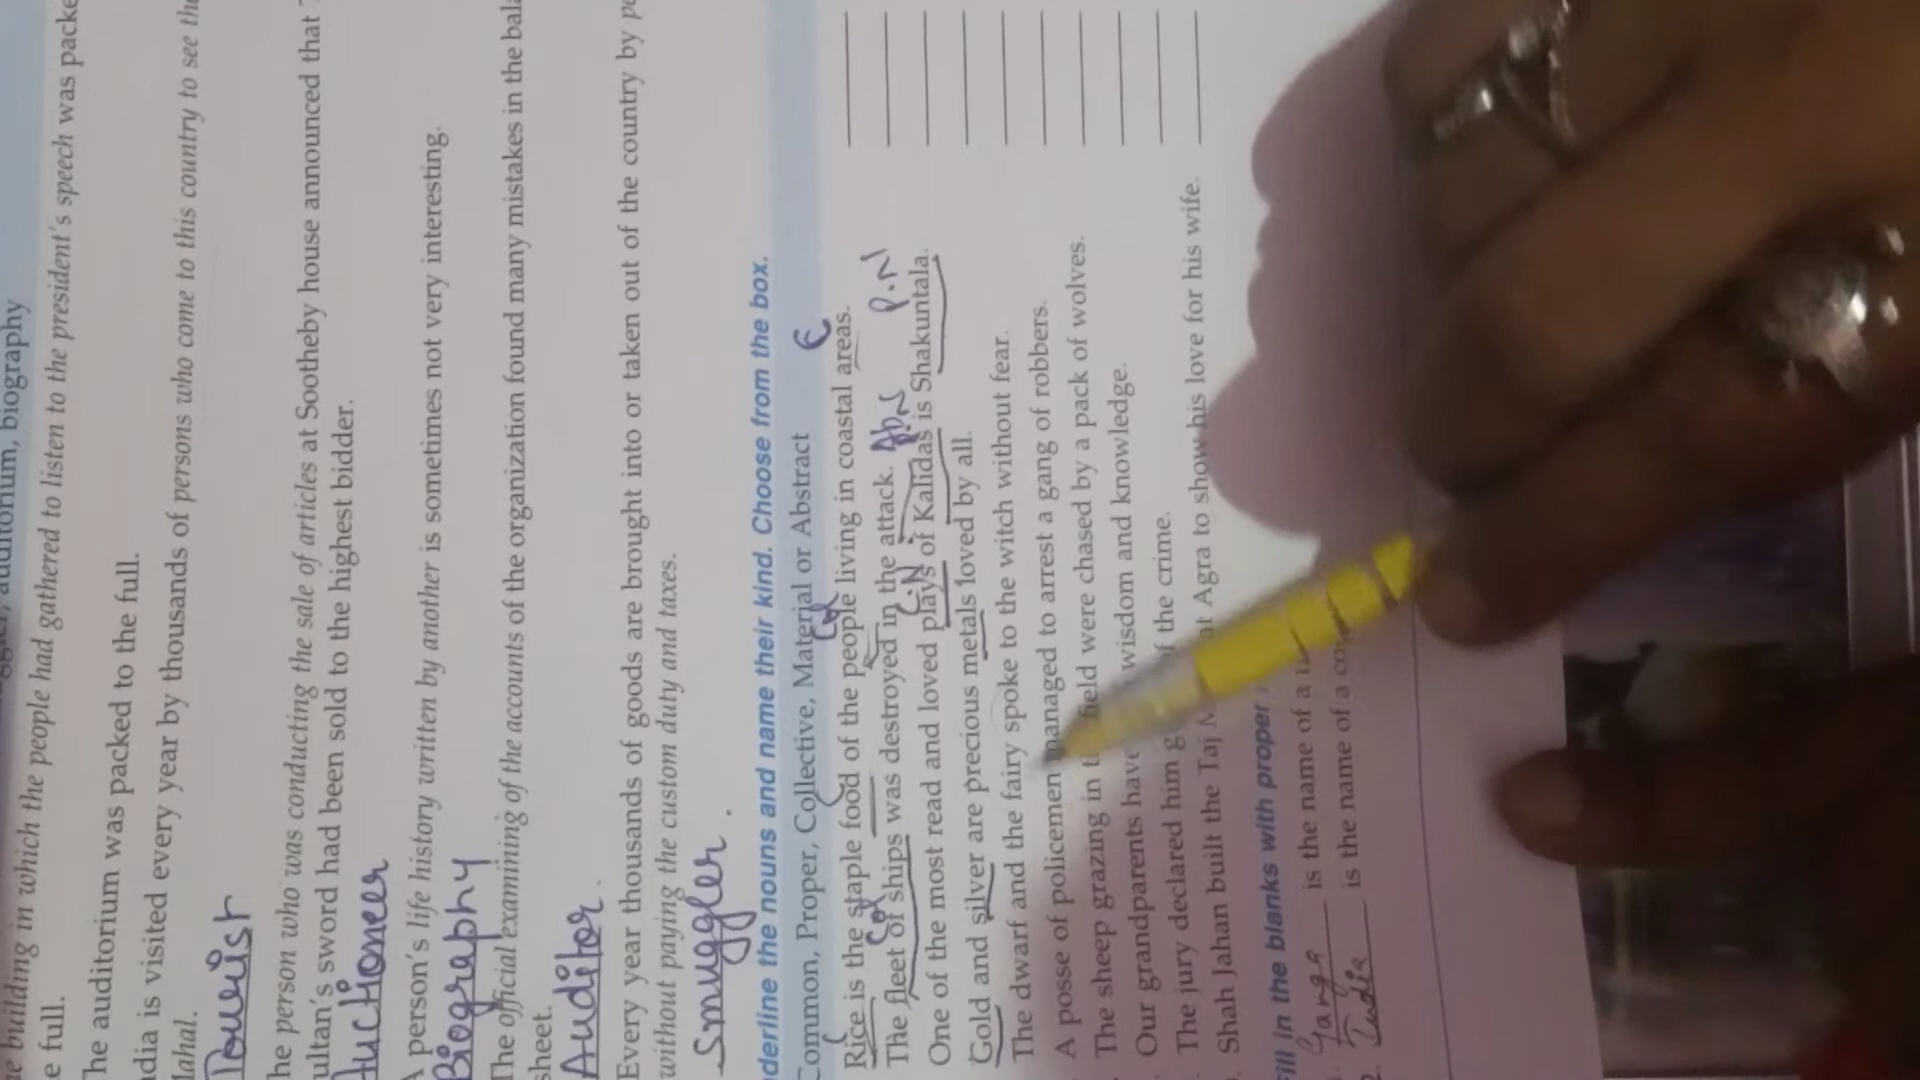 auditorium, biography
building in which the people had gathered to listen to the president's speech was
full.
The auditorium was packed to the full.
is visited every year by thousands of persons who come to this country to see
Tourist
person who was conducting the sale of articles at Sootheby house announced that
sword had been sold to the highest bidder.
Auctioneer
A person's life history written by another is sometimes not very interesting.
Biography
The official examining of the accounts of the organization found many mistakes in the
sheet.
Auditor.
Every year thousands of goods are brought into or taken out of the country by
without paying the custom duty and taxes.
Smuggler.
the nouns and name their kind. Choose from the box.
Common, Proper, Collective, Material or Abstract
Rice is the staple food of the people living in coastal areas.
The fleet of ships was destroyed in the attack. Ab.N P.N
C.N
One of the most read and loved plays of Kalidas is Shakuntala.
Gold and silver are precious metals loved by all.
The dwarf and the fairy spoke to the witch without fear.
A posse of policemen managed to arrest a gang of robbers.
The sheep grazing in field were chased by a pack of wolves.
Our grandparents have wisdom and knowledge.
The jury declared him the crime.
Shah Jahan built the Taj at Agra to show his love for his wife.
Fill in the blanks with proper
Ganga is the name of a
2. India is the name of a